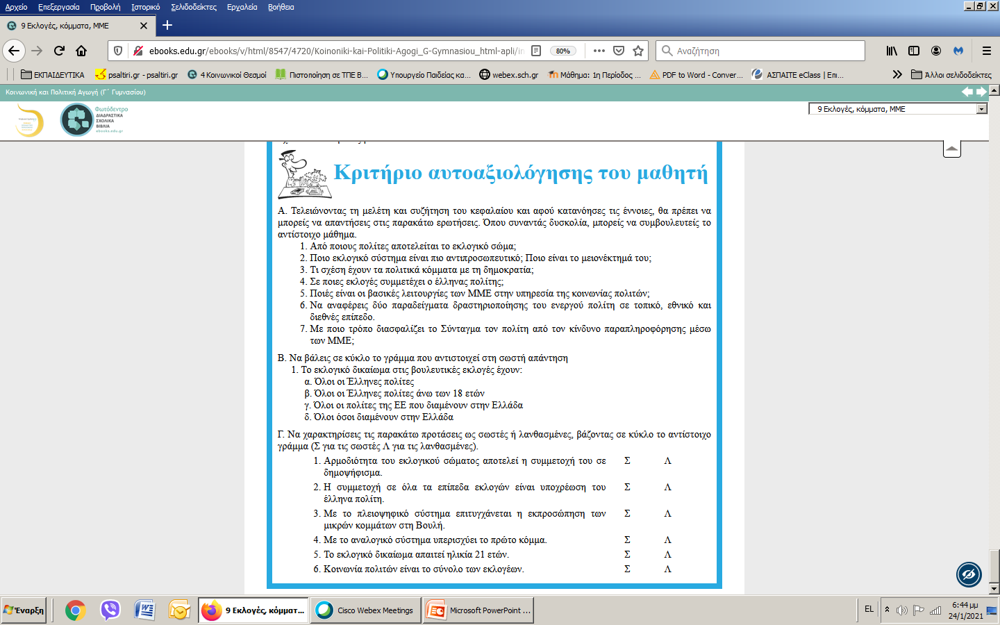 Αρχείο Επεξεργασία Προβολή Ιστορικό Σελιδοδείκτες Εργαλεία Βοήθεια
9 Εκλογές, κόμματα, ΜΜΕ
ebooks.edu.gr/ebooks/v/html/8547/4720/Koinoniki-kai-Politiki-Agogi_G-Gymnasiou_html-apli/in 80% Αναζήτηση
ΕΚΠΑΙΔΕΥΤΙΚΑ psaltiri.gr - psaltiri.gr 4 Κοινωνικοί Θεσμοί Πιστοποίηση σε ΤΠΕ Β... Υπουργείο Παιδείας κα... webex.sch.gr Μάθημα: 1η Περίοδος ... PDF to Word - Conver... ΑΣΠΑΙΤΕ eClass | Επι... Άλλοι σελιδοδείκτες
Κοινωνική και Πολιτική Αγωγή (Γ΄ Γυμνασίου)
Φωτόδεντρο
ΔΙΑΔΡΑΣΤΙΚΑ
ΣΧΟΛΙΚΑ
ΒΙΒΛΙΑ
ebooks.edu.gr
9 Εκλογές, κόμματα, ΜΜΕ
Κριτήριο αυτοαξιολόγησης του μαθητή
Α. Τελειώνοντας τη μελέτη και συζήτηση του κεφαλαίου και αφού κατανόησες τις έννοιες, θα πρέπει να
μπορείς να απαντήσεις στις παρακάτω ερωτήσεις. Όπου συναντάς δυσκολία, μπορείς να συμβουλευτείς το
αντίστοιχο μάθημα.
1. Από ποιους πολίτες αποτελείται το εκλογικό σώμα;
2. Ποιο εκλογικό σύστημα είναι πιο αντιπροσωπευτικό; Ποιο είναι το μειονέκτημά του;
3. Τι σχέση έχουν τα πολιτικά κόμματα με τη δημοκρατία;
4. Σε ποιες εκλογές συμμετέχει ο έλληνας πολίτης;
5. Ποιές είναι οι βασικές λειτουργίες των ΜΜΕ στην υπηρεσία της κοινωνίας πολιτών;
6. Να αναφέρεις δύο παραδείγματα δραστηριοποίησης του ενεργού πολίτη σε τοπικό, εθνικό και
διεθνές επίπεδο.
7. Με ποιο τρόπο διασφαλίζει το Σύνταγμα τον πολίτη από τον κίνδυνο παραπληροφόρησης μέσω
των ΜΜΕ;
Β. Να βάλεις σε κύκλο το γράμμα που αντιστοιχεί στη σωστή απάντηση
1. Το εκλογικό δικαίωμα στις βουλευτικές εκλογές έχουν:
α. Όλοι οι Έλληνες πολίτες
β. Όλοι οι Έλληνες πολίτες άνω των 18 ετών
γ. Όλοι οι πολίτες της ΕΕ που διαμένουν στην Ελλάδα
δ. Όλοι όσοι διαμένουν στην Ελλάδα
Γ. Να χαρακτηρίσεις τις παρακάτω προτάσεις ως σωστές ή λανθασμένες, βάζοντας σε κύκλο το αντίστοιχο
γράμμα (Σ για τις σωστές Λ για τις λανθασμένες).
1. Αρμοδιότητα του εκλογικού σώματος αποτελεί η συμμετοχή του σε Σ Λ
δημοψήφισμα.
2. Η συμμετοχή σε όλα τα επίπεδα εκλογών είναι υποχρέωση του Σ Λ
έλληνα πολίτη.
3. Με το πλειοψηφικό σύστημα επιτυγχάνεται η εκπροσώπηση των Σ Λ
μικρών κομμάτων στη Βουλή.
4. Με το αναλογικό σύστημα υπερισχύει το πρώτο κόμμα. Σ Λ
5. Το εκλογικό δικαίωμα απαιτεί ηλικία 21 ετών. Σ Λ
6. Κοινωνία πολιτών είναι το σύνολο των εκλογέων. Σ Λ
Έναρξη 9 Εκλογές, κόμματ... Cisco Webex Meetings Microsoft PowerPoint ... EL 6:44 μμ
24/1/2021